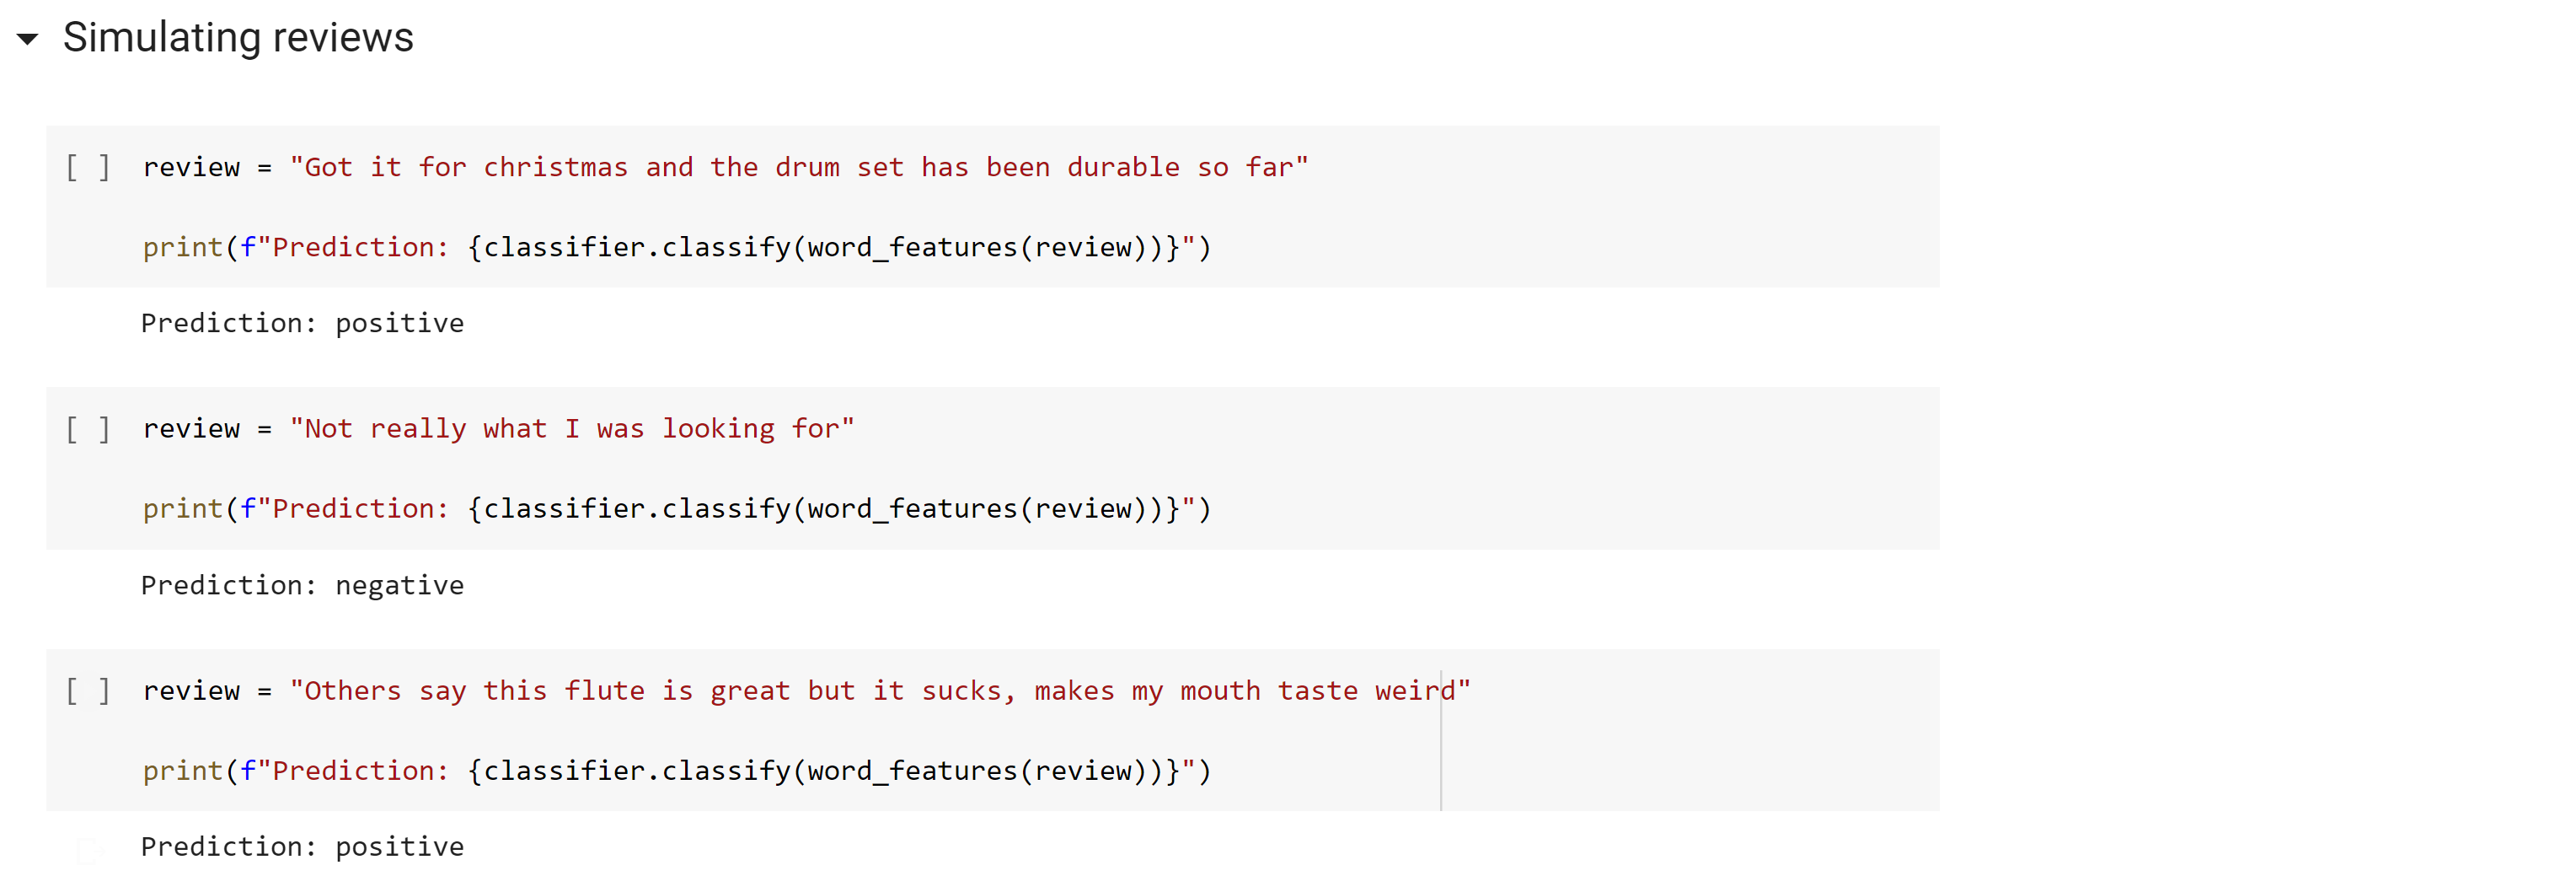 Simulating reviews
[ ] review = "Got it for christmas and the drum set has been durable so far"
print(f"Prediction: {classifier.classify(word_features(review))}")
Prediction: positive
[ ] review = "Not really what I was looking for"
print(f"Prediction: {classifier.classify(word_features(review))}")
Prediction: negative
[ ] review = "Others say this flute is great but it sucks, makes my mouth taste weird"
print(f"Prediction: {classifier.classify(word_features(review))}")
Prediction: positive